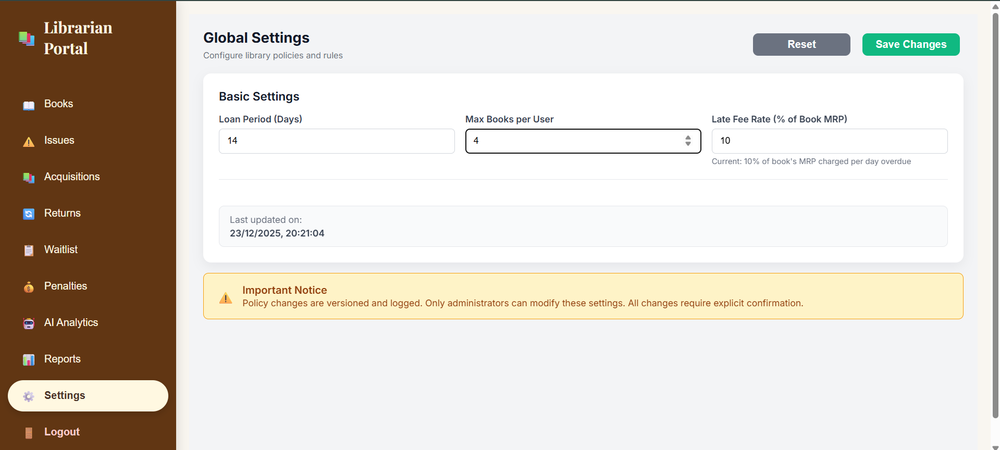 Librarian
Portal
Books
Issues
Acquisitions
Returns
Waitlist
Penalties
AI Analytics
Reports
Settings
Logout
Global Settings
Configure library policies and rules
Reset
Save Changes
Basic Settings
Loan Period (Days)
14
Max Books per User
4
Late Fee Rate (% of Book MRP)
10
Current: 10% of book's MRP charged per day overdue
Last updated on:
23/12/2025, 20:21:04
Important Notice
Policy changes are versioned and logged. Only administrators can modify these settings. All changes require explicit confirmation.